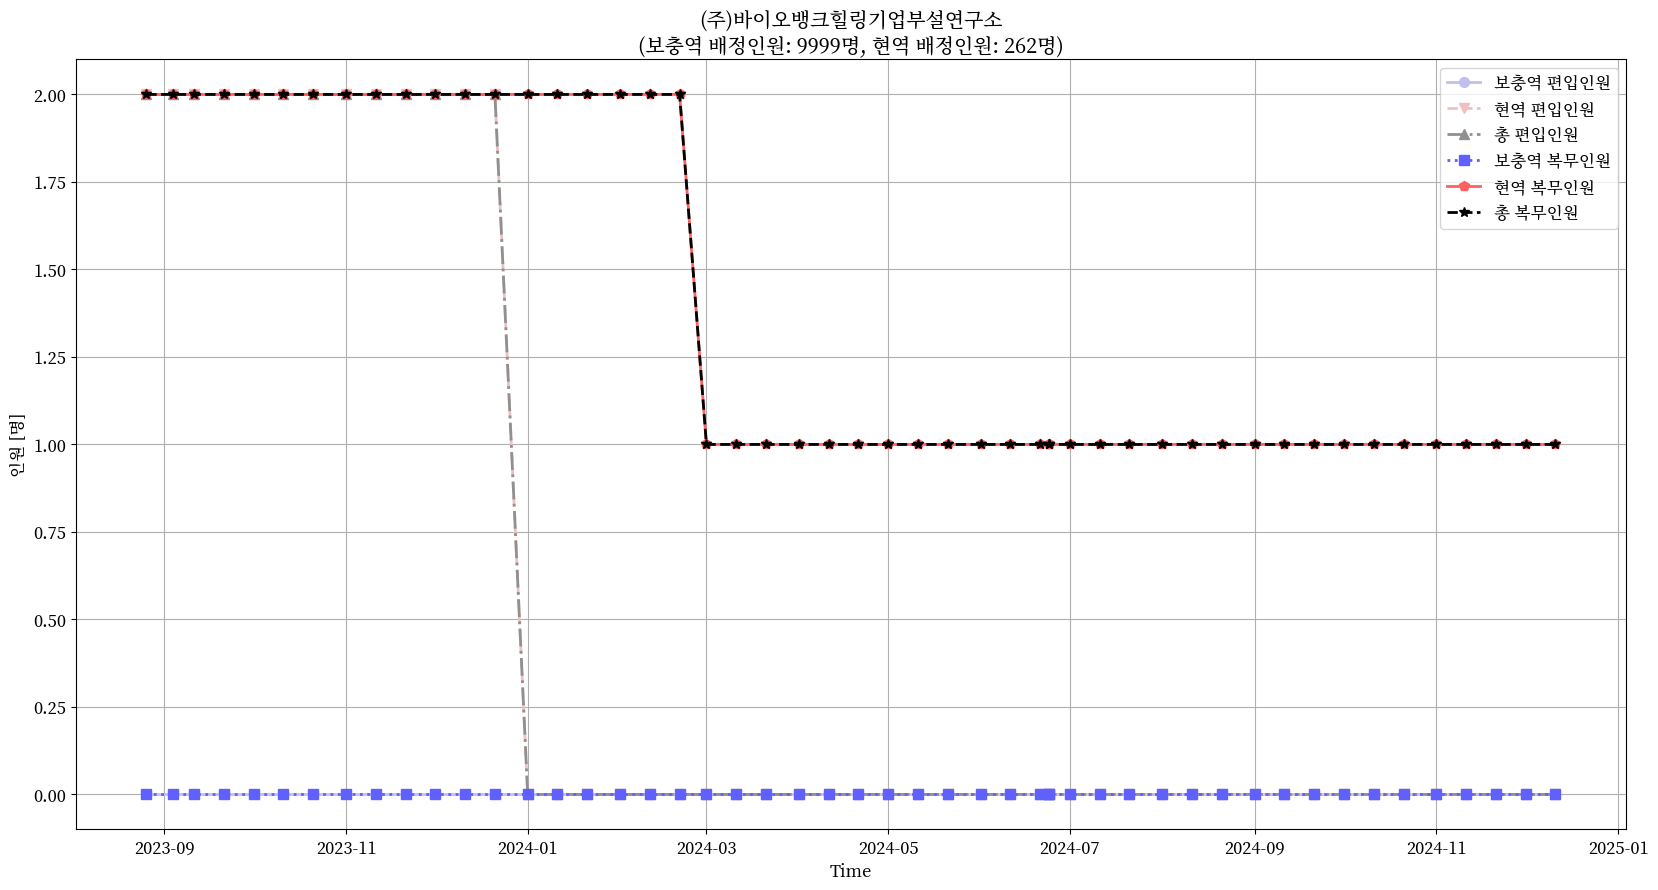 (주)바이오뱅크힐링기업부설연구소
(보충역 배정인원: 9999명, 현역 배정인원: 262명)
보충역 편입인원
현역 편입인원
총 편입인원
보충역 복무인원
현역 복무인원
총 복무인원
2.00
1.75
1.50
1.25
1.00
0.75
0.50
0.25
0.00
인원 [명]
2023-09
2023-11
2024-01
2024-03
2024-05
2024-07
2024-09
2024-11
2025-01
Time